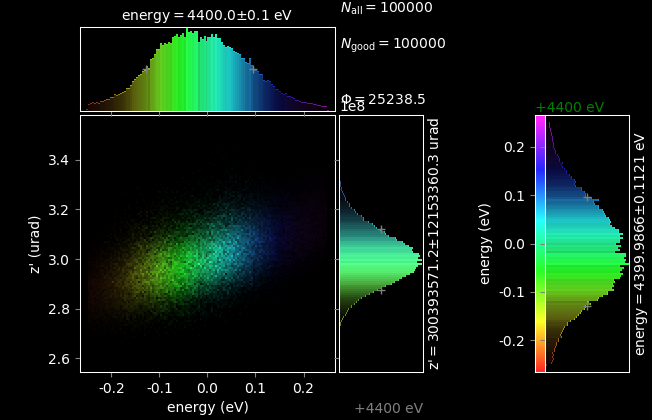 energy = 4400.0±0.1 eV
N_all = 100000
N_good = 100000
Φ = 25238.5
1e8
+4400 eV
3.4
3.2
3.0
2.8
2.6
z' (urad)
-0.2 -0.1 0.0 0.1 0.2
energy (eV)
z' = 300393571.2±12153360.3 urad
+4400 eV
0.2
0.1
0.0
-0.1
-0.2
energy (eV)
energy = 4399.9866±0.1121 eV